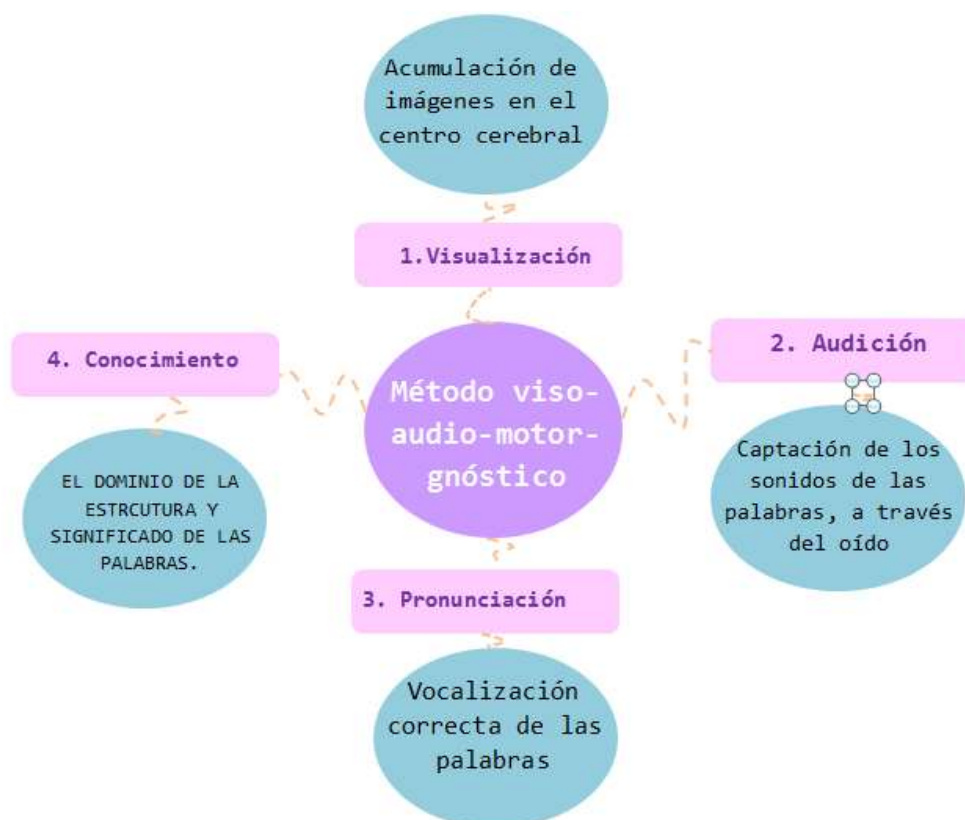 Acumulación de
imágenes en el
centro cerebral
1.Visualización
Método viso-
audio-motor-
gnóstico
2. Audición
Captación de los
sonidos de las
palabras, a través
del oído
3. Pronunciación
Vocalización
correcta de las
palabras
4. Conocimiento
EL DOMINIO DE LA
ESTRCUTURA Y
SIGNIFICADO DE LAS
PALABRAS.